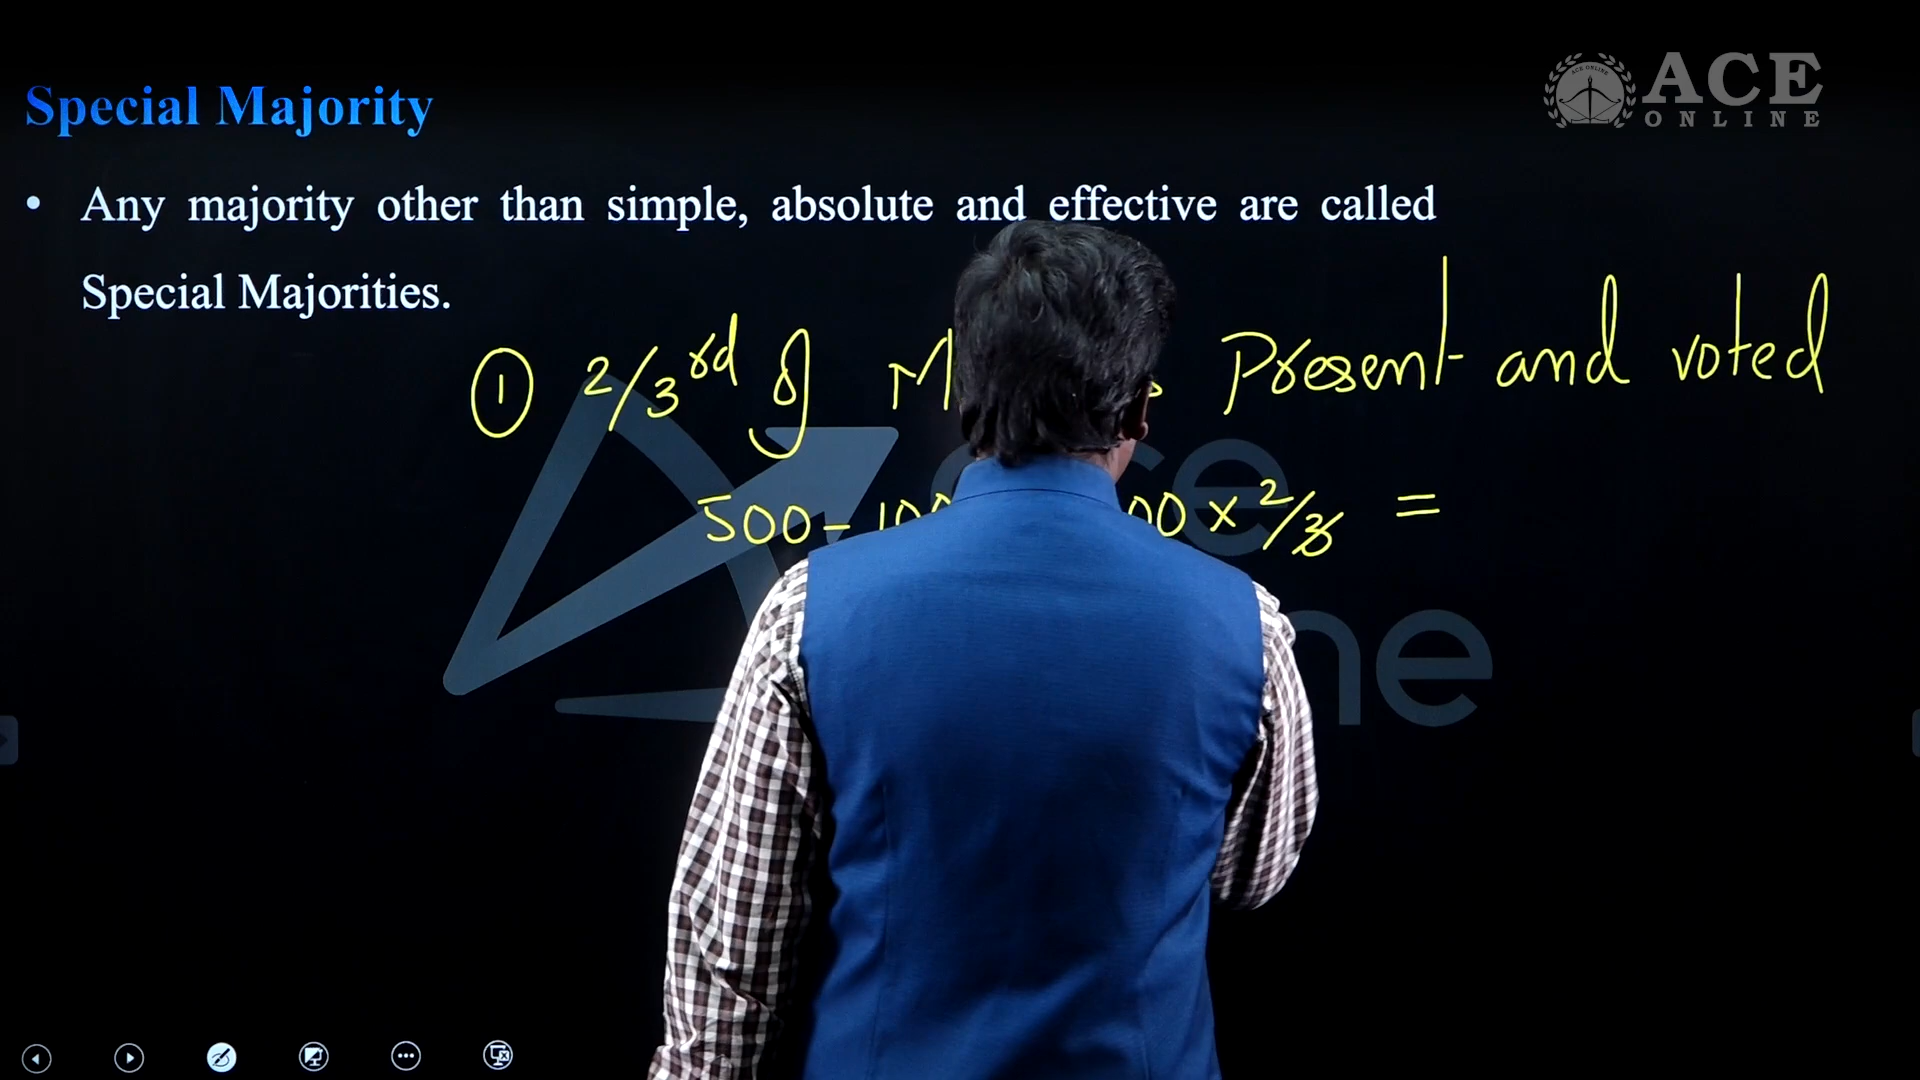 ACE
ONLINE
Special Majority
• Any majority other than simple, absolute and effective are called
Special Majorities.
① 2/3rd of Present and voted
500 - × 2/3 =